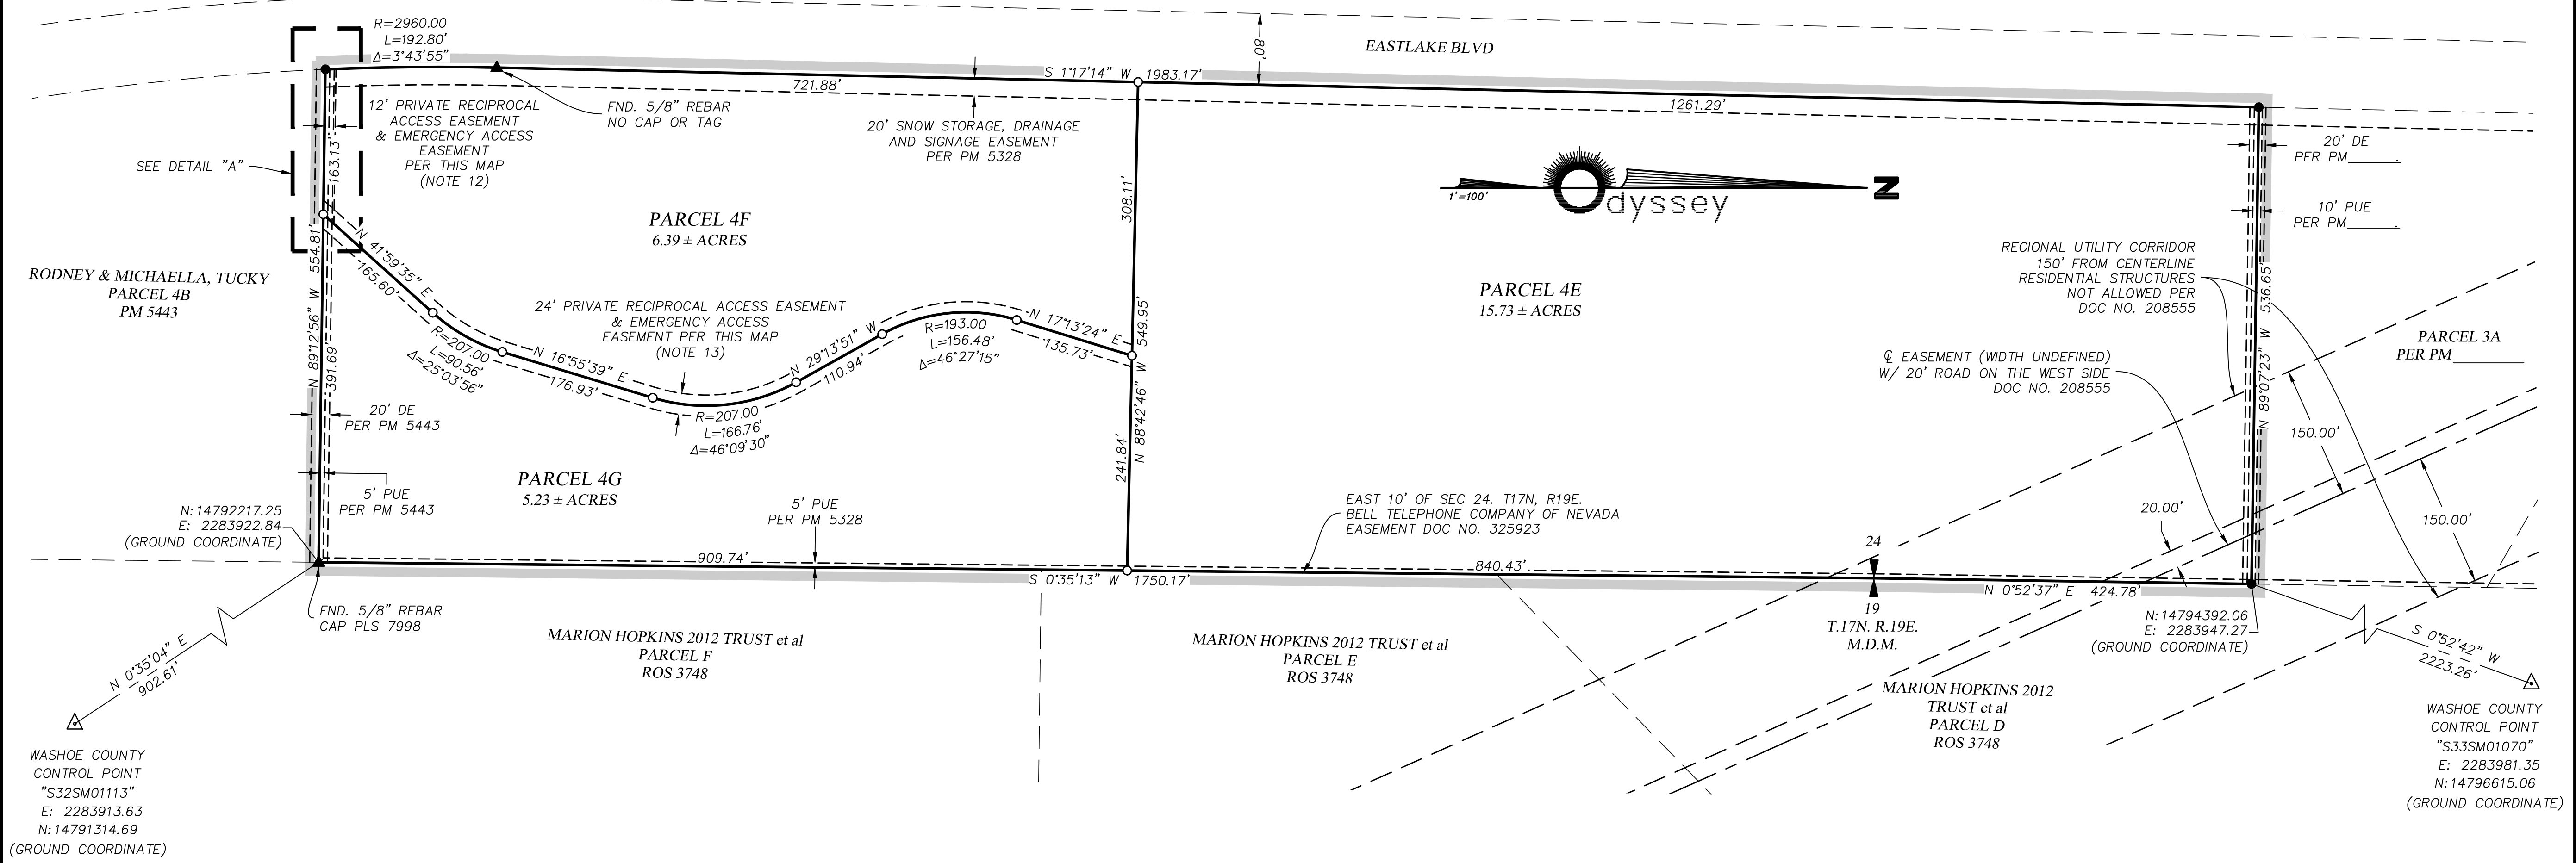 R=2960.00
L=192.80'
Δ=3°43'55"
EASTLAKE BLVD
80'
S 1°17'14" W 1983.17'
721.88'
1261.29'
12' PRIVATE RECIPROCAL
ACCESS EASEMENT
& EMERGENCY ACCESS
EASEMENT
PER THIS MAP
(NOTE 12)
FND. 5/8" REBAR
NO CAP OR TAG
20' SNOW STORAGE, DRAINAGE
AND SIGNAGE EASEMENT
PER PM 5328
SEE DETAIL "A"
163.13'
20' DE
PER PM______.
10' PUE
PER PM______.
1'=100'
Odyssey
N
PARCEL 4F
6.39 ± ACRES
308.11'
RODNEY & MICHAELLA, TUCKY
PARCEL 4B
PM 5443
N 89°12'56" W 554.81'
391.69'
N 41°59'35" E
165.60'
R=207.00
L=90.56'
Δ=25°03'56"
24' PRIVATE RECIPROCAL ACCESS EASEMENT
& EMERGENCY ACCESS
EASEMENT PER THIS MAP
(NOTE 13)
N 16°55'39" E
176.93'
R=207.00
L=166.76'
Δ=46°09'30"
N 29°13'51" W
110.94'
R=193.00
L=156.48'
Δ=46°27'15"
N 17°13'24" E
135.73'
N 88°42'46" W 549.95'
241.84'
PARCEL 4E
15.73 ± ACRES
REGIONAL UTILITY CORRIDOR
150' FROM CENTERLINE
RESIDENTIAL STRUCTURES
NOT ALLOWED PER
DOC NO. 208555
℄ EASEMENT (WIDTH UNDEFINED)
W/ 20' ROAD ON THE WEST SIDE
DOC NO. 208555
N 89°07'23" W 536.65'
PARCEL 3A
PER PM_________
150.00'
150.00'
20.00'
20' DE
PER PM 5443
5' PUE
PER PM 5443
PARCEL 4G
5.23 ± ACRES
5' PUE
PER PM 5328
EAST 10' OF SEC 24. T17N, R19E.
BELL TELEPHONE COMPANY OF NEVADA
EASEMENT DOC NO. 325923
N:14792217.25
E: 2283922.84
(GROUND COORDINATE)
909.74'
840.43'
S 0°35'13" W 1750.17'
N 0°52'37" E 424.78'
24
19
T.17N. R.19E.
M.D.M.
FND. 5/8" REBAR
CAP PLS 7998
N:14794392.06
E: 2283947.27
(GROUND COORDINATE)
MARION HOPKINS 2012 TRUST et al
PARCEL F
ROS 3748
MARION HOPKINS 2012 TRUST et al
PARCEL E
ROS 3748
MARION HOPKINS 2012
TRUST et al
PARCEL D
ROS 3748
N 0°35'04" E
902.61'
S 0°52'42" W
2223.26'
WASHOE COUNTY
CONTROL POINT
"S32SM01113"
E: 2283913.63
N:14791314.69
(GROUND COORDINATE)
WASHOE COUNTY
CONTROL POINT
"S33SM01070"
E: 2283981.35
N:14796615.06
(GROUND COORDINATE)